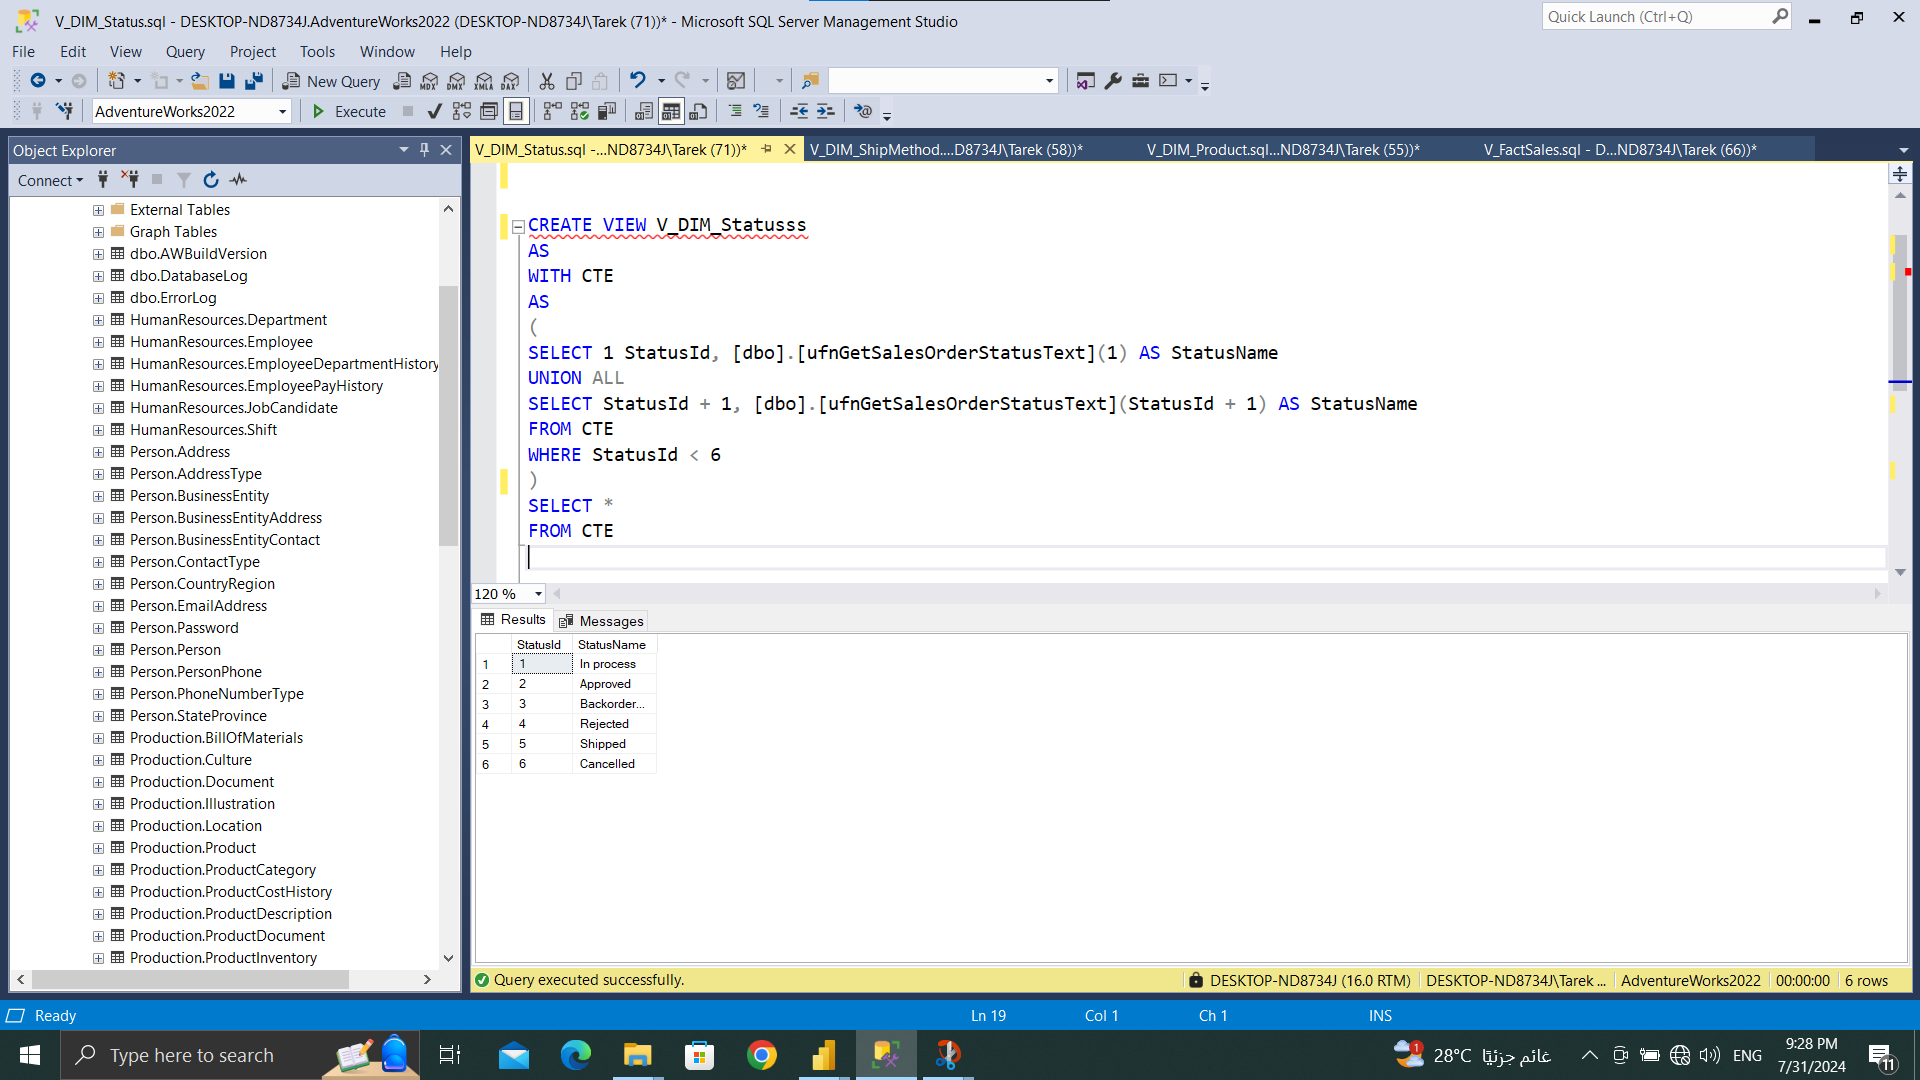 V_DIM_Status.sql - DESKTOP-ND8734J.AdventureWorks2022 (DESKTOP-ND8734J\Tarek (71))* - Microsoft SQL Server Management Studio
Quick Launch (Ctrl+Q)
File Edit View Query Project Tools Window Help
New Query MDX DMX XMLA DAX
AdventureWorks2022 Execute
Object Explorer
V_DIM_Status.sql -...ND8734J\Tarek (71))* V_DIM_ShipMethod....D8734J\Tarek (58))* V_DIM_Product.sql...ND8734J\Tarek (55))* V_FactSales.sql - D...ND8734J\Tarek (66))*
Connect
External Tables
Graph Tables
dbo.AWBuildVersion
dbo.DatabaseLog
dbo.ErrorLog
HumanResources.Department
HumanResources.Employee
HumanResources.EmployeeDepartmentHistory
HumanResources.EmployeePayHistory
HumanResources.JobCandidate
HumanResources.Shift
Person.Address
Person.AddressType
Person.BusinessEntity
Person.BusinessEntityAddress
Person.BusinessEntityContact
Person.ContactType
Person.CountryRegion
Person.EmailAddress
Person.Password
Person.Person
Person.PersonPhone
Person.PhoneNumberType
Person.StateProvince
Production.BillOfMaterials
Production.Culture
Production.Document
Production.Illustration
Production.Location
Production.Product
Production.ProductCategory
Production.ProductCostHistory
Production.ProductDescription
Production.ProductDocument
Production.ProductInventory
CREATE VIEW V_DIM_Statusss
AS
WITH CTE
AS
(
SELECT 1 StatusId, [dbo].[ufnGetSalesOrderStatusText](1) AS StatusName
UNION ALL
SELECT StatusId + 1, [dbo].[ufnGetSalesOrderStatusText](StatusId + 1) AS StatusName
FROM CTE
WHERE StatusId < 6
)
SELECT *
FROM CTE
120 %
Results Messages
StatusId StatusName
1 1 In process
2 2 Approved
3 3 Backorder...
4 4 Rejected
5 5 Shipped
6 6 Cancelled
Query executed successfully. DESKTOP-ND8734J (16.0 RTM) DESKTOP-ND8734J\Tarek ... AdventureWorks2022 00:00:00 6 rows
Ready Ln 19 Col 1 Ch 1 INS
Type here to search
1 28°C غائم جزئيًا ENG
9:28 PM
7/31/2024
11